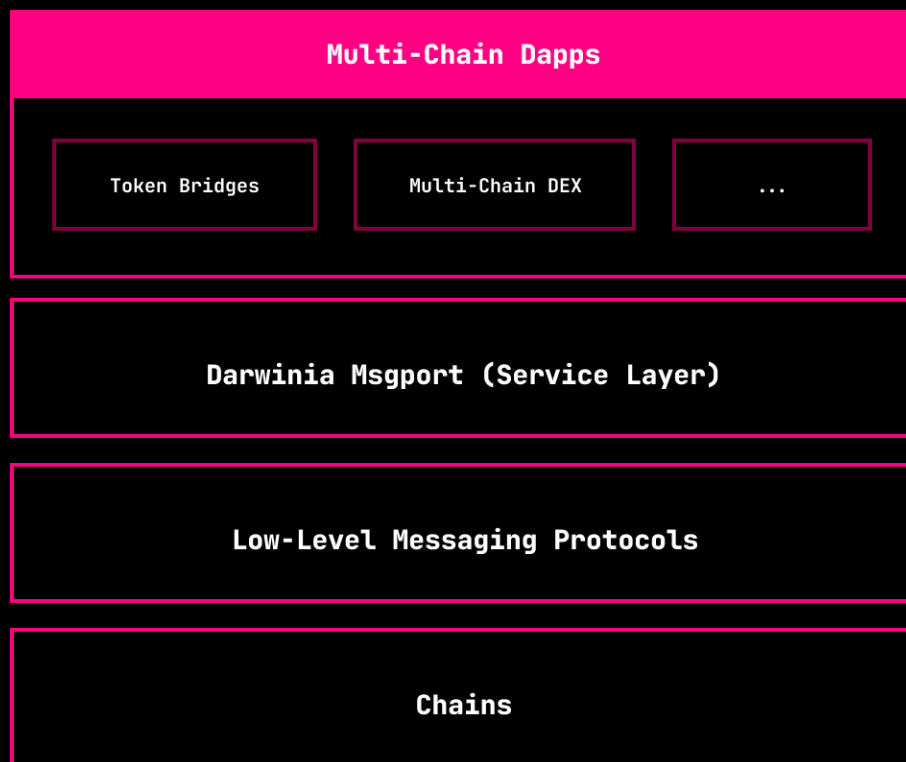 Multi-Chain Dapps
Token Bridges
Multi-Chain DEX
...
Darwinia Msgport (Service Layer)
Low-Level Messaging Protocols
Chains